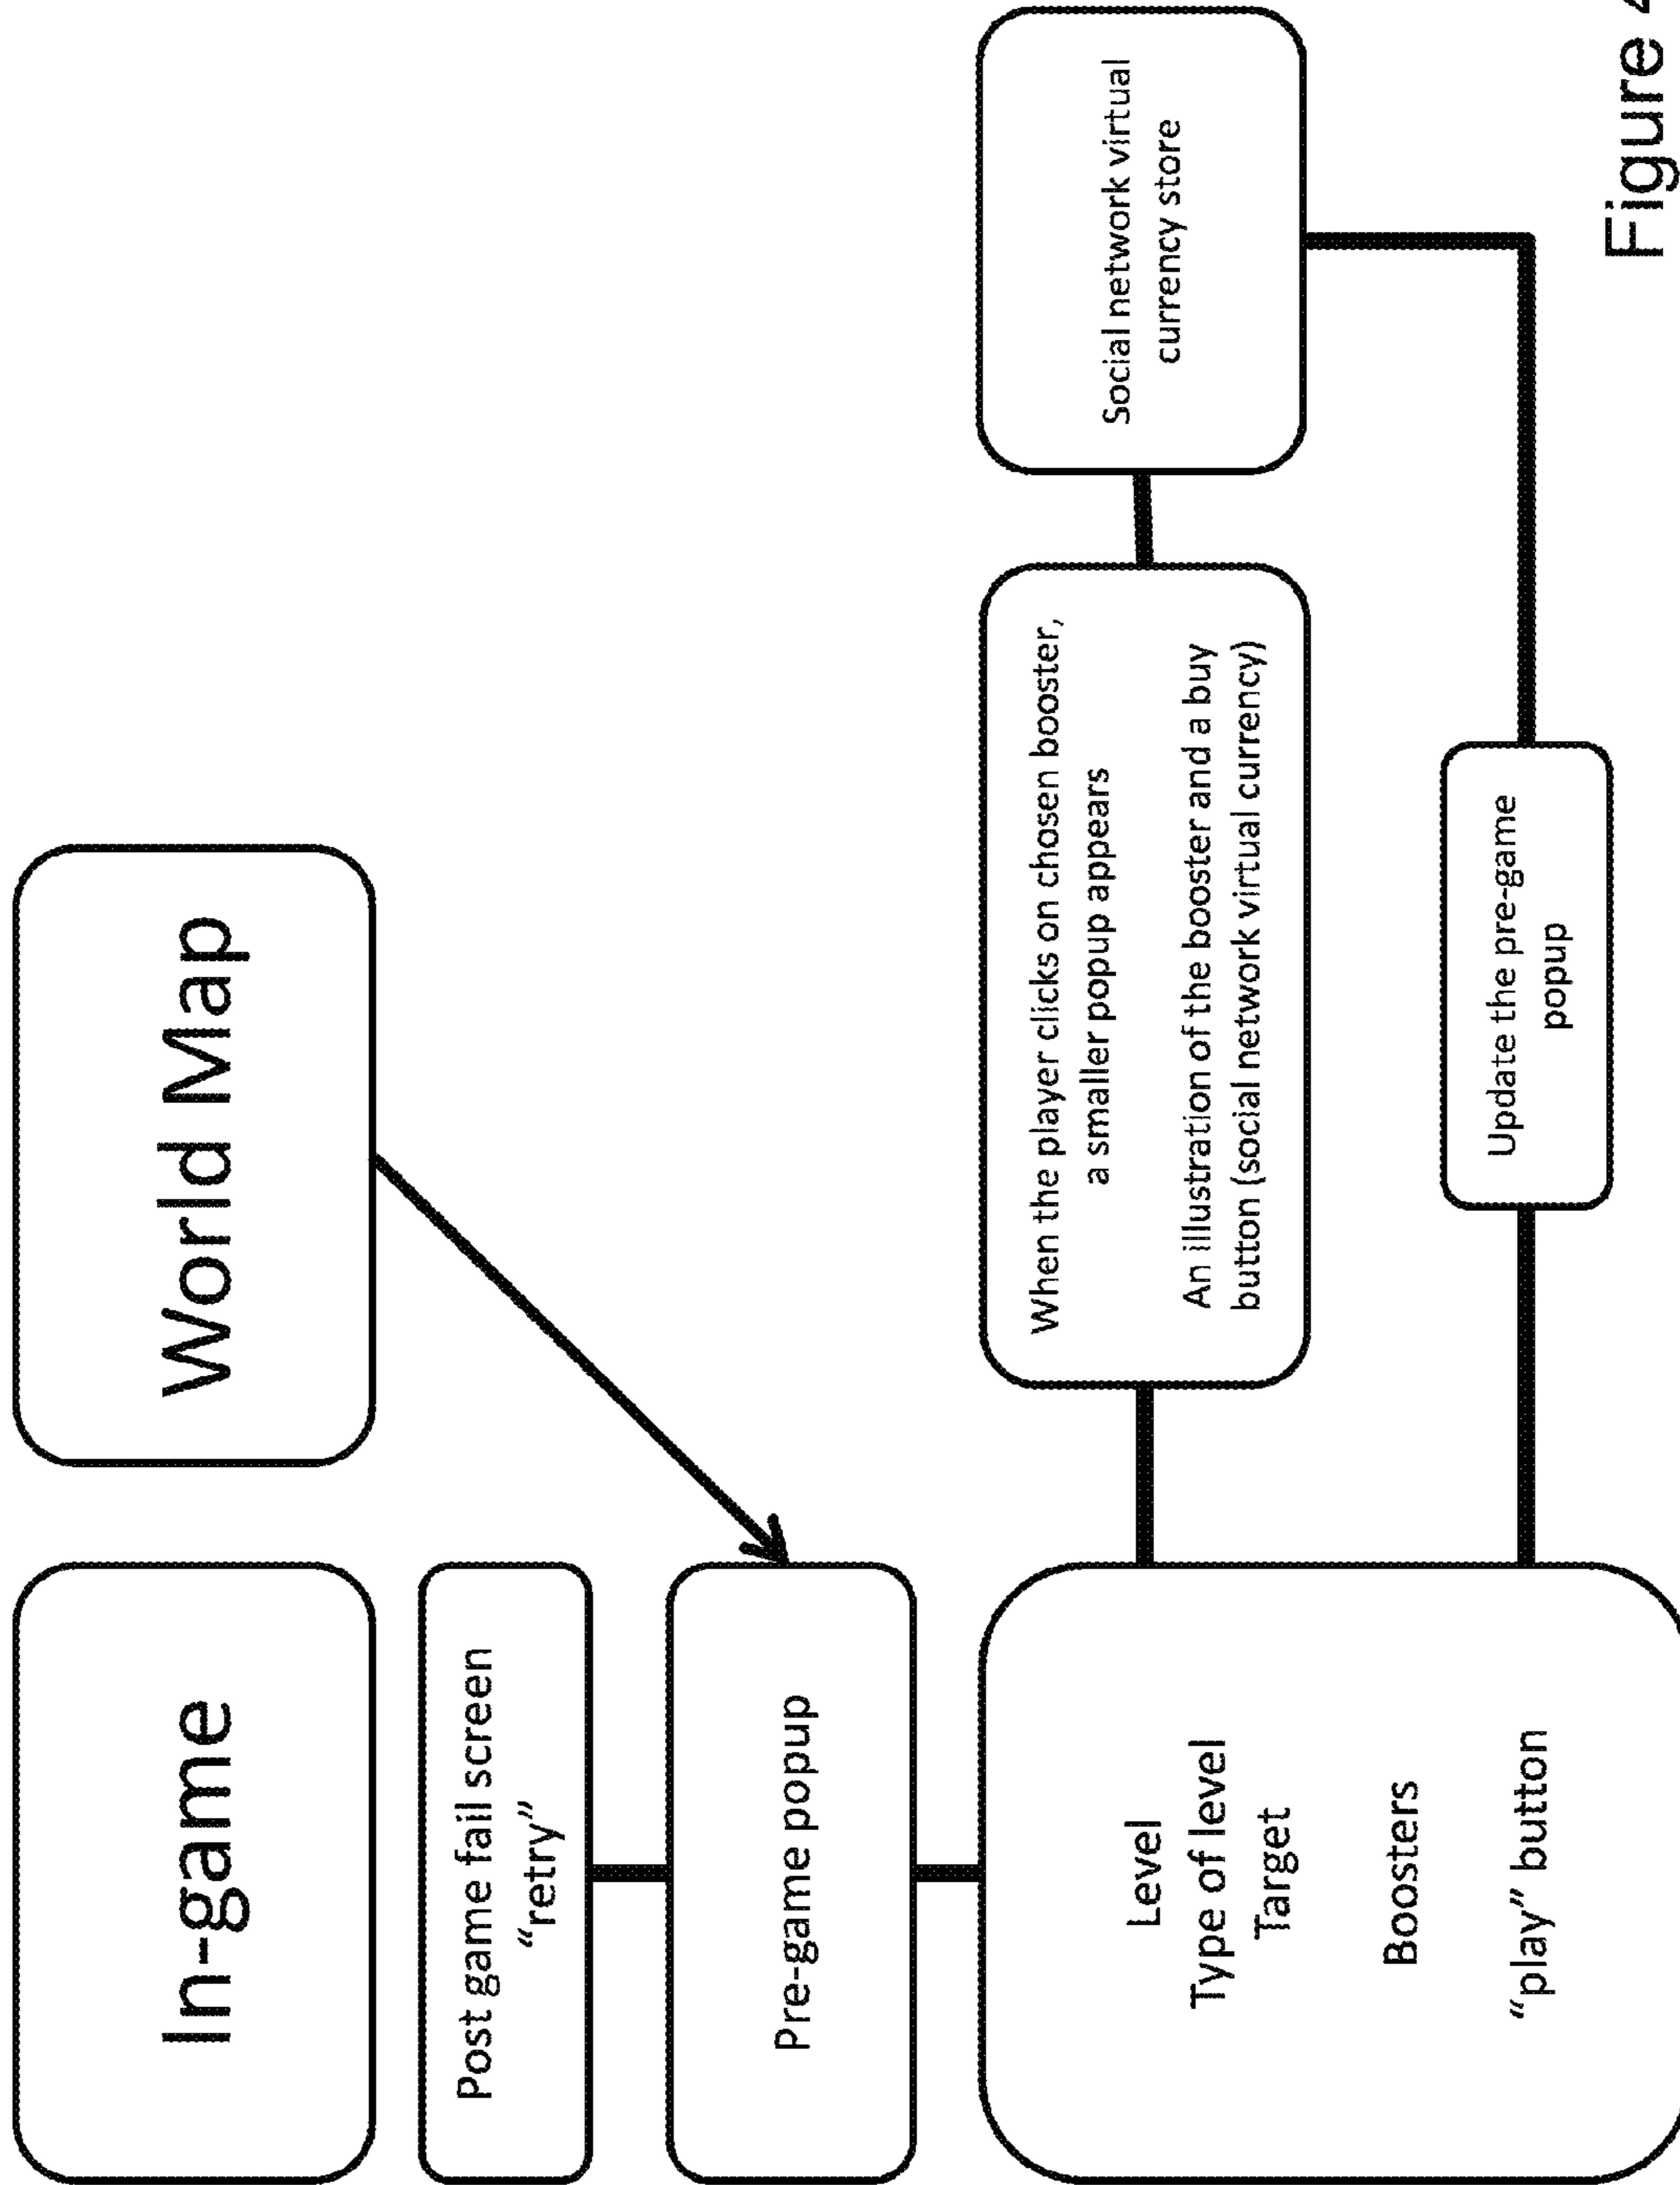 In-game
World Map
Post game fail screen
“retry”
Pre-game popup
Level
Type of level
Target
Boosters
“play” button
When the player clicks on chosen booster,
a smaller popup appears
An illustration of the booster and a buy
button (social network virtual currency)
Social network virtual
currency store
Update the pre-game
popup
Figure 4